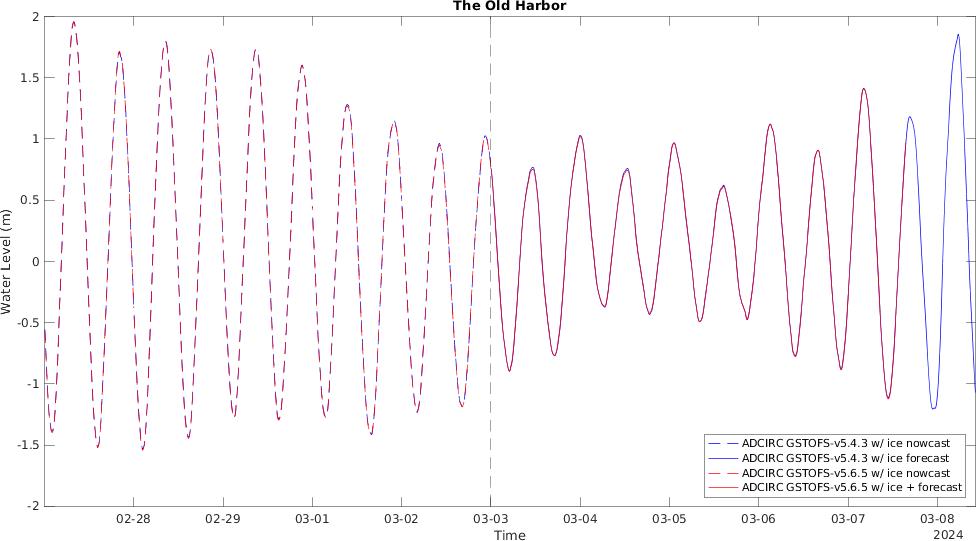 The Old Harbor
2
1.5
1
0.5
0
-0.5
-1
-1.5
-2
Water Level (m)
02-28
02-29
03-01
03-02
03-03
03-04
03-05
03-06
03-07
03-08
Time
2024
ADCIRC GSTOFS-v5.4.3 w/ ice nowcast
ADCIRC GSTOFS-v5.4.3 w/ ice forecast
ADCIRC GSTOFS-v5.6.5 w/ ice nowcast
ADCIRC GSTOFS-v5.6.5 w/ ice + forecast